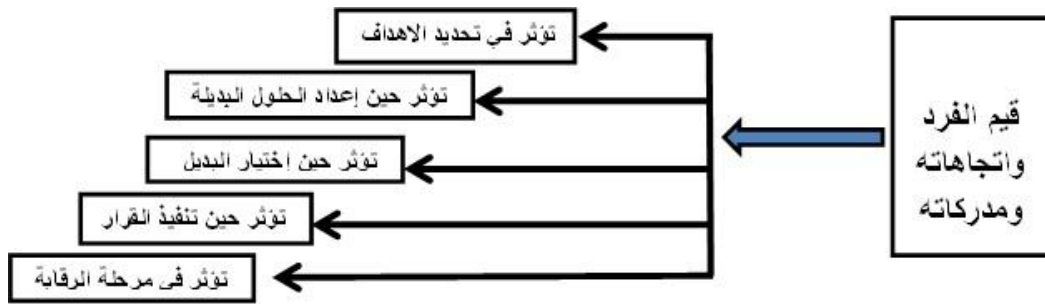 قيم الفرد
واتجاهاته
ومدركاته
تؤثر في تحديد الاهداف
تؤثر حين إعداد الحلول البديلة
تؤثر حين إختيار البديل
تؤثر حين تنفيذ القرار
تؤثر في مرحلة الرقابة